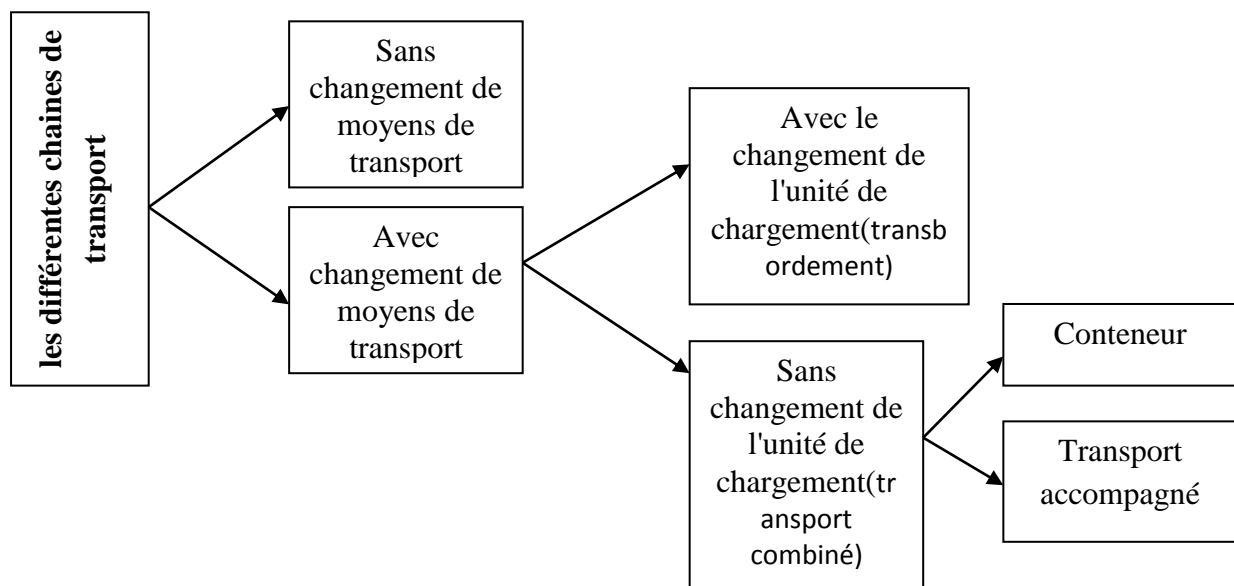 les différentes chaines de
transport
Sans
changement de
moyens de
transport
Avec
changement de
moyens de
transport
Avec le
changement de
l'unité de
chargement(transb
ordement)
Sans
changement de
l'unité de
chargement(tr
ansport
combiné)
Conteneur
Transport
accompagné